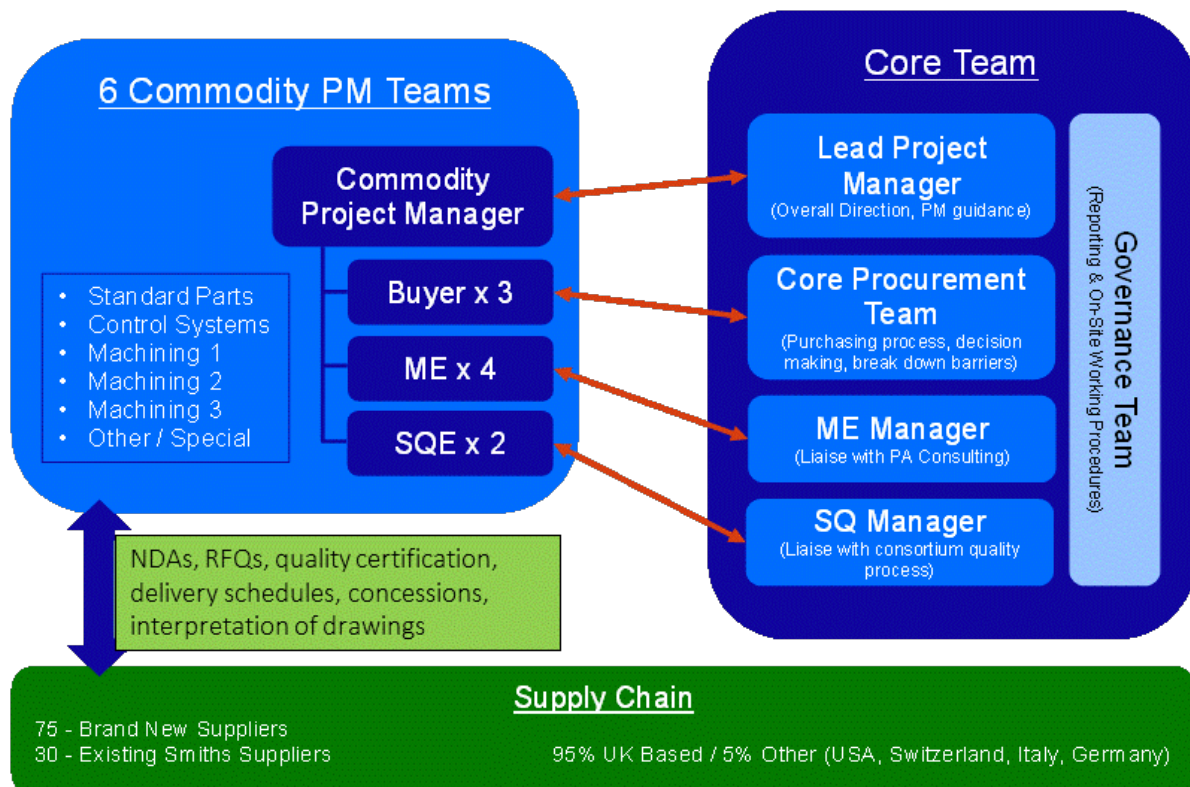 6 Commodity PM Teams
Commodity
Project Manager
Buyer x 3
ME x 4
SQE x 2
• Standard Parts
• Control Systems
• Machining 1
• Machining 2
• Machining 3
• Other / Special
Core Team
Lead Project
Manager
(Overall Direction, PM guidance)
Core Procurement
Team
(Purchasing process, decision
making, break down barriers)
ME Manager
(Liaise with PA Consulting)
SQ Manager
(Liaise with consortium quality
process)
Governance Team
(Reporting & On-Site Working Procedures)
NDAs, RFQs, quality certification,
delivery schedules, concessions,
interpretation of drawings
Supply Chain
75 - Brand New Suppliers
30 - Existing Smiths Suppliers
95% UK Based / 5% Other (USA, Switzerland, Italy, Germany)